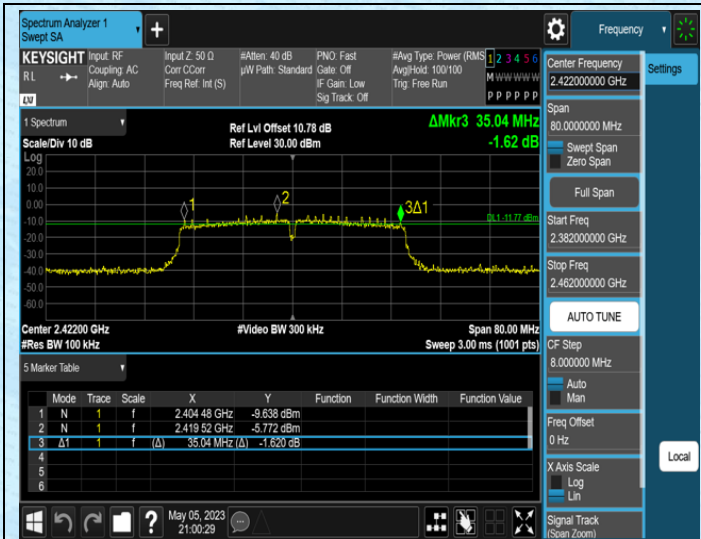 Spectrum Analyzer 1
Swept SA
Frequency
KEYSIGHT
Input: RF
Input Z: 50 Ω
#Atten: 40 dB
PNO: Fast
#Avg Type: Power (RMS
1 2 3 4 5 6
RL
Coupling: AC
Corr CCorr
µW Path: Standard
Gate: Off
Avg|Hold: 100/100
M W W W W W
Align: Auto
Freq Ref: Int (S)
IF Gain: Low
Trig: Free Run
Sig Track: Off
P P P P P P
LXI
Center Frequency
2.422000000 GHz
Settings
1 Spectrum
Ref Lvl Offset 10.78 dB
ΔMkr3 35.04 MHz
Scale/Div 10 dB
Ref Level 30.00 dBm
-1.62 dB
Log
20.0
10.0
0.00
-10.0
-20.0
-30.0
-40.0
-50.0
-60.0
1
2
3Δ1
DL1 -11.77 dBm
Center 2.42200 GHz
#Video BW 300 kHz
Span 80.00 MHz
#Res BW 100 kHz
Sweep 3.00 ms (1001 pts)
Span
80.0000000 MHz
Swept Span
Zero Span
Full Span
Start Freq
2.382000000 GHz
Stop Freq
2.462000000 GHz
AUTO TUNE
CF Step
8.000000 MHz
Auto
Man
Freq Offset
0 Hz
X Axis Scale
Log
Lin
Signal Track
(Span Zoom)
Local
5 Marker Table
Mode Trace Scale X Y Function Function Width Function Value
1 N 1 f 2.404 48 GHz -9.638 dBm
2 N 1 f 2.419 52 GHz -5.772 dBm
3 Δ1 1 f (Δ) 35.04 MHz (Δ) -1.620 dB
4
5
6
May 05, 2023
21:00:29